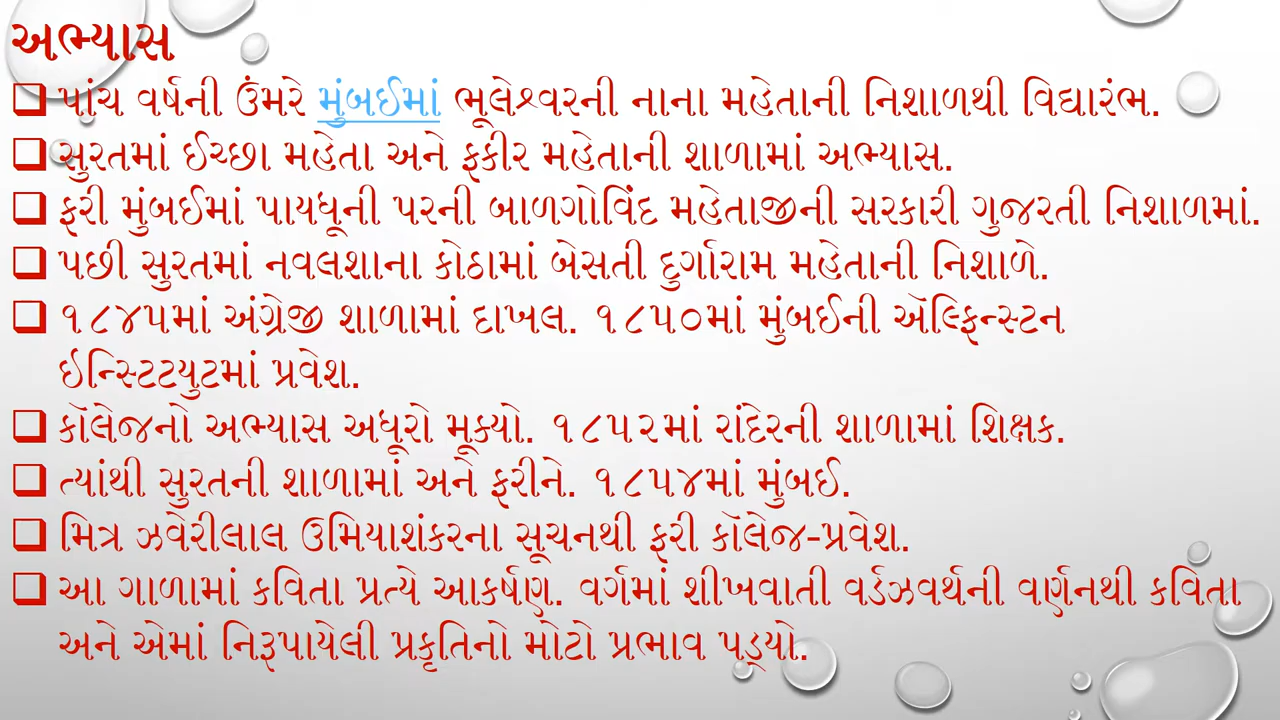 અભ્યાસ
❑ પાંચ વર્ષની ઉંમરે મુંબઈમાં ભૂલેશ્વરની નાના મહેતાની નિશાળથી વિદ્યારંભ.
❑ સુરતમાં ઈચ્છા મહેતા અને ફકીર મહેતાની શાળામાં અભ્યાસ.
❑ ફરી મુંબઈમાં પાયધૂની પરની બાળગોવિંદ મહેતાજીની સરકારી ગુજરતી નિશાળમાં.
❑ પછી સુરતમાં નવલશાના કોઠામાં બેસતી દુર્ગારામ મહેતાની નિશાળે.
❑ ૧૮૪૫માં અંગ્રેજી શાળામાં દાખલ. ૧૮૫૦માં મુંબઈની ઍલ્ફિન્સ્ટન
ઇન્સ્ટિટયુટમાં પ્રવેશ.
❑ કૉલેજનો અભ્યાસ અધૂરો મૂક્યો. ૧૮૫૨માં રાંદેરની શાળામાં શિક્ષક.
❑ ત્યાંથી સુરતની શાળામાં અને ફરીને. ૧૮૫૪માં મુંબઈ.
❑ મિત્ર ઝવેરીલાલ ઉમિયાશંકરના સૂચનથી ફરી કૉલેજ-પ્રવેશ.
❑ આ ગાળામાં કવિતા પ્રત્યે આકર્ષણ. વર્ગમાં શીખવાતી વર્ડઝવર્થની વર્ણનથી કવિતા
અને એમાં નિરૂપાયેલી પ્રકૃતિનો મોટો પ્રભાવ પડ્યો.